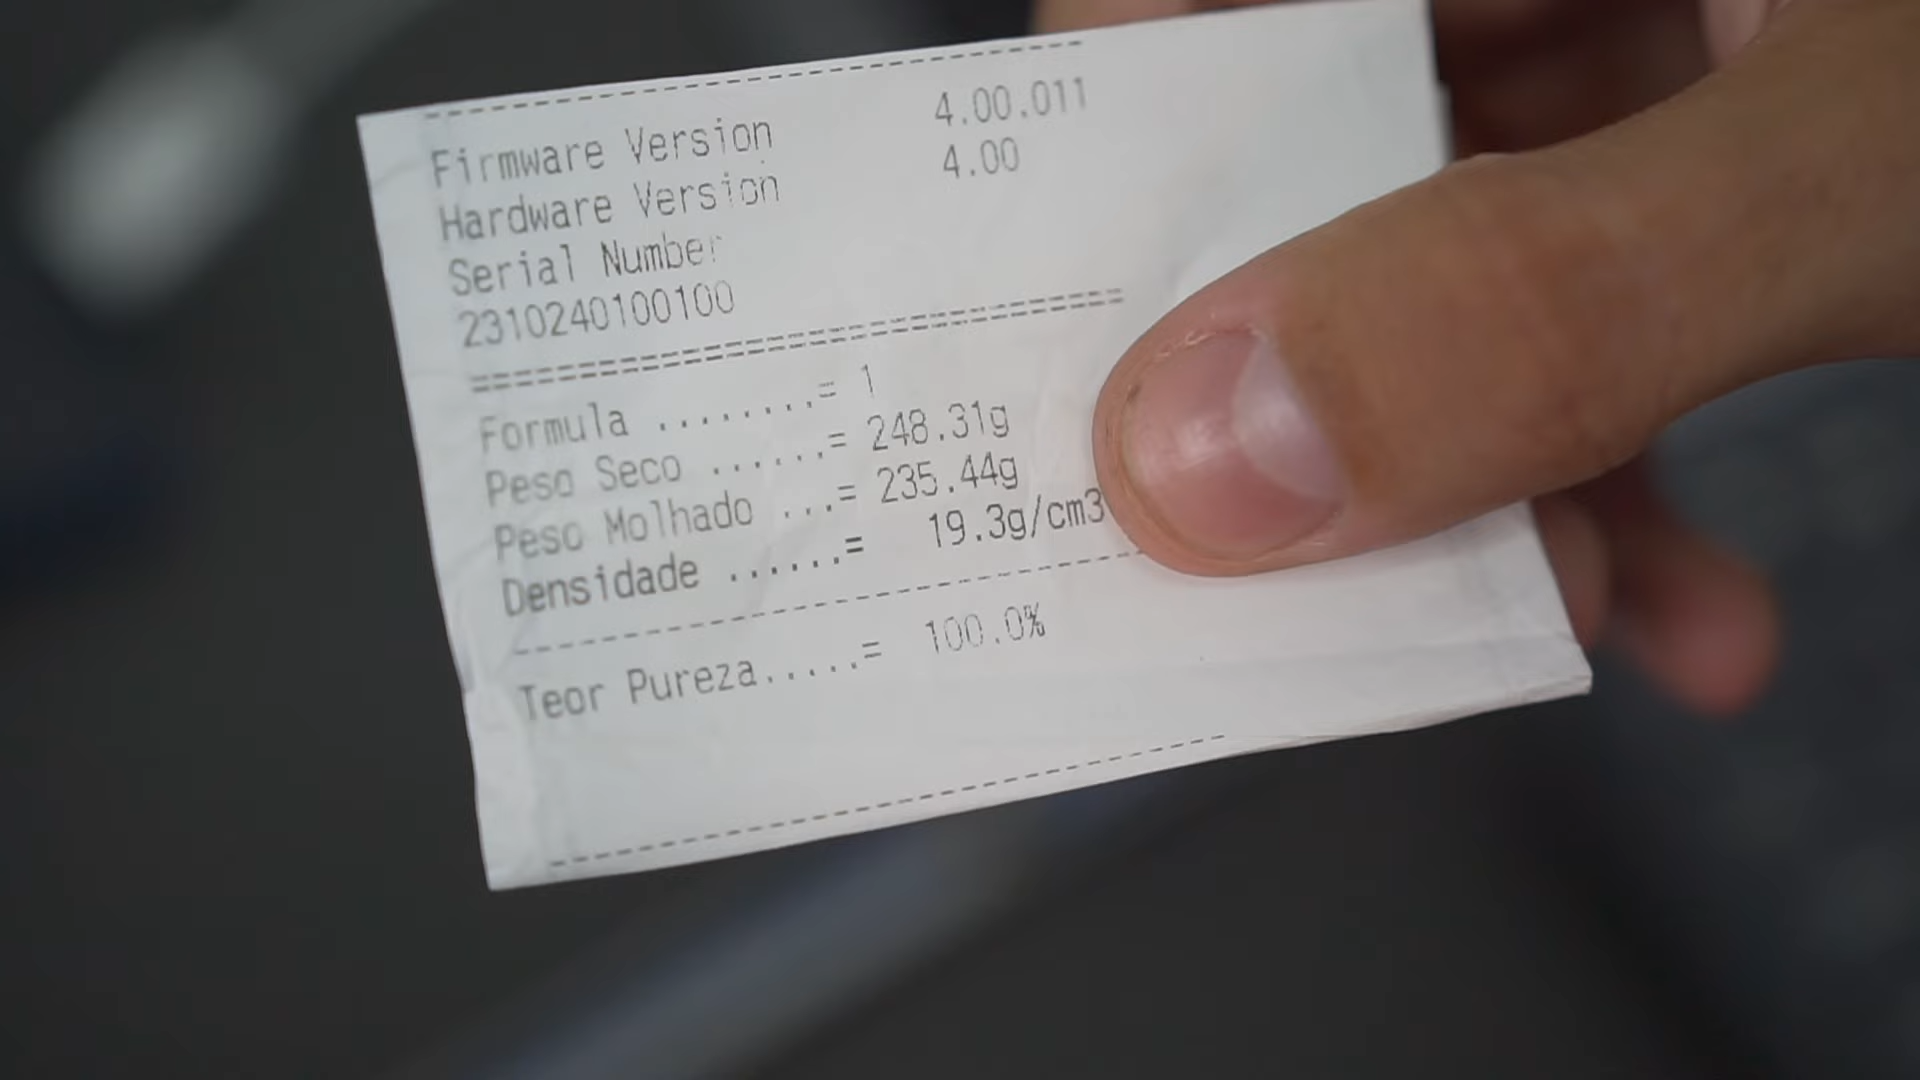 Firmware Version 4.00.011
Hardware Version 4.00
Serial Number
2310240100100
Formula ........= 1
Peso Seco ......= 248.31g
Peso Molhado ...= 235.44g
Densidade ......= 19.3g/cm3
Teor Pureza.....= 100.0%